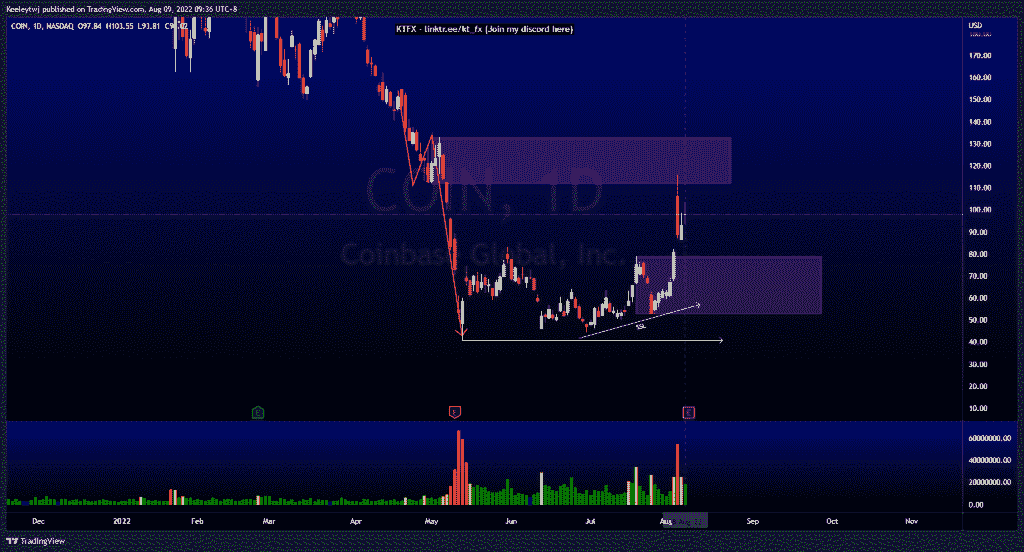 Keeleytwj published on TradingView.com, Aug 09, 2022 09:36 UTC-8
COIN, 1D, NASDAQ O97.84 H103.55 L93.81
KTFX - linktr.ee/kt_fx (Join my discord here)
USD
170.00
160.00
150.00
140.00
130.00
120.00
110.00
100.00
90.00
80.00
70.00
60.00
50.00
40.00
30.00
20.00
10.00
COIN, 1D
Coinbase Global, Inc.
E
E
E
60000000.00
40000000.00
20000000.00
0.00
Dec 2022 Feb Mar Apr May Jun Jul Aug Sep Oct Nov
TradingView